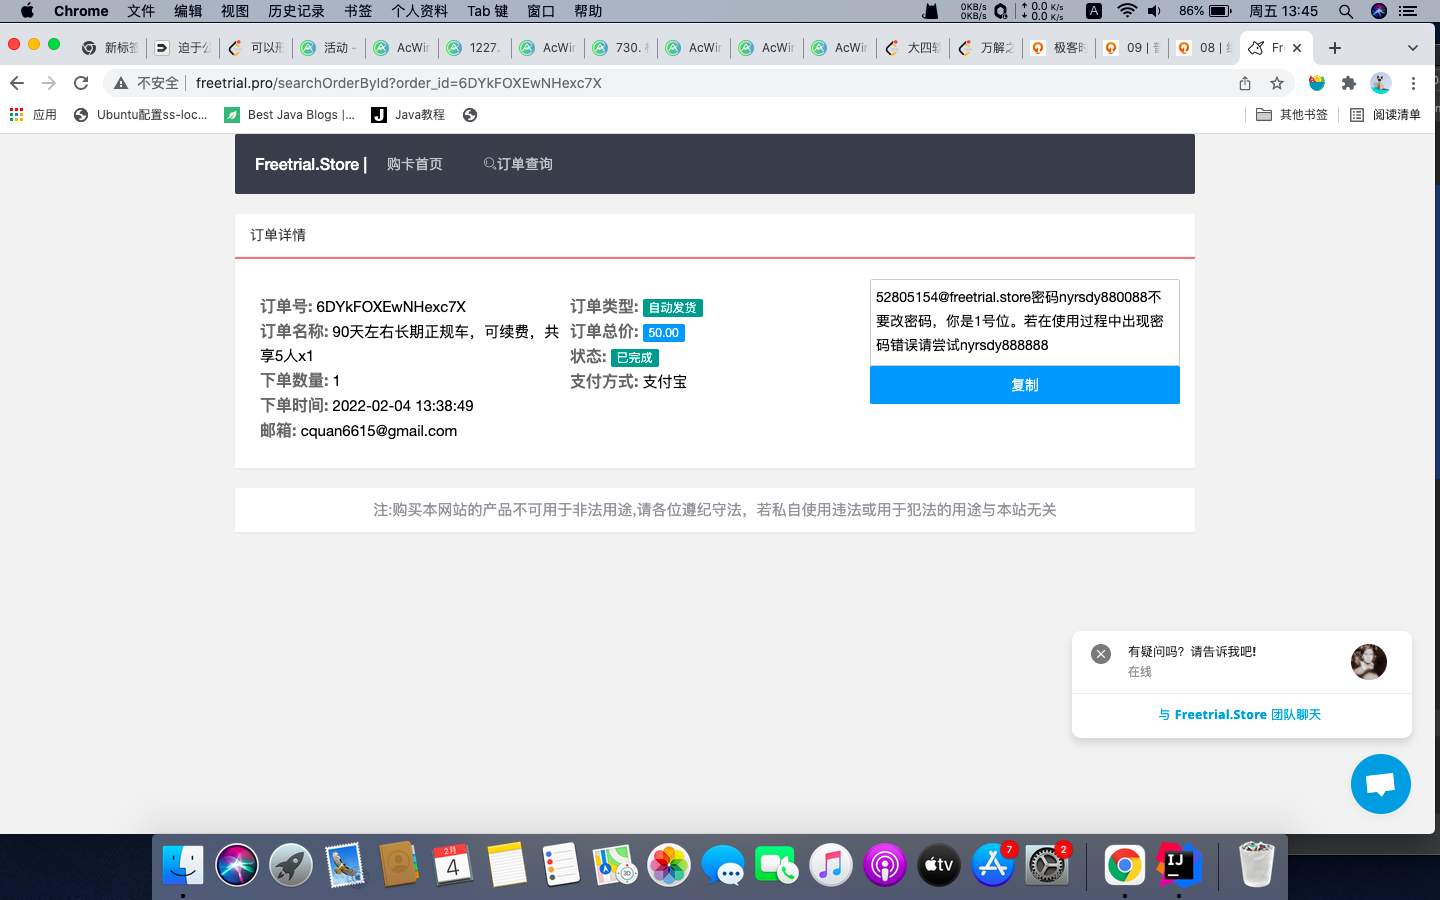 Chrome 文件 编辑 视图 历史记录 书签 个人资料 Tab 键 窗口 帮助
0KB/s
0KB/s
0.0 K/s
0.0 K/s
A
86%
周五 13:45
新标签
迫于公
可以用
活动 -
AcWin
1227.
AcWin
730.
AcWin
AcWin
AcWin
大四软
万解之
极客时
09 | 音
08 |
Fre
不安全 | freetrial.pro/searchOrderById?order_id=6DYkFOXEwNHexc7X
应用
Ubuntu配置ss-loc...
Best Java Blogs |...
Java教程
其他书签
阅读清单
Freetrial.Store |
购卡首页
订单查询
订单详情
订单号: 6DYkFOXEwNHexc7X
订单名称: 90天左右长期正规车，可续费，共
享5人x1
下单数量: 1
下单时间: 2022-02-04 13:38:49
邮箱: cquan6615@gmail.com
订单类型: 自动发货
订单总价: 50.00
状态: 已完成
支付方式: 支付宝
52805154@freetrial.store密码nyrsdy880088不
要改密码，你是1号位。若在使用过程中出现密
码错误请尝试nyrsdy888888
复制
注:购买本网站的产品不可用于非法用途,请各位遵纪守法，若私自使用违法或用于犯法的用途与本站无关
有疑问吗？请告诉我吧!
在线
与 Freetrial.Store 团队聊天
2月
4
tv
7
2
IJ